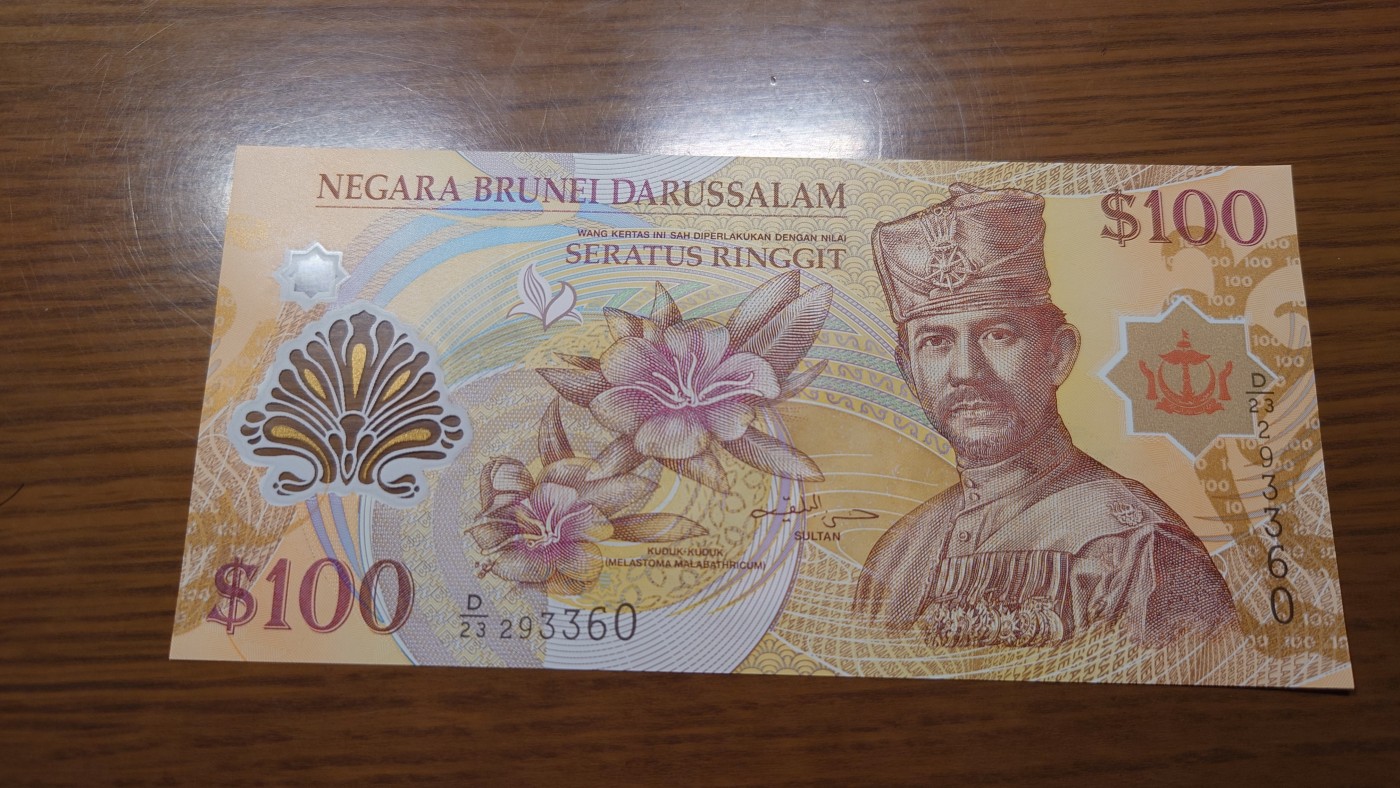 NEGARA BRUNEI DARUSSALAM
$100
WANG KERTAS INI SAH DIPERLAKUKAN DENGAN NILAI
SERATUS RINGGIT
SULTAN
KUDUK-KUDUK
(MELASTOMA MALABATHRICUM)
$100
D/23 293360
D/23 293360